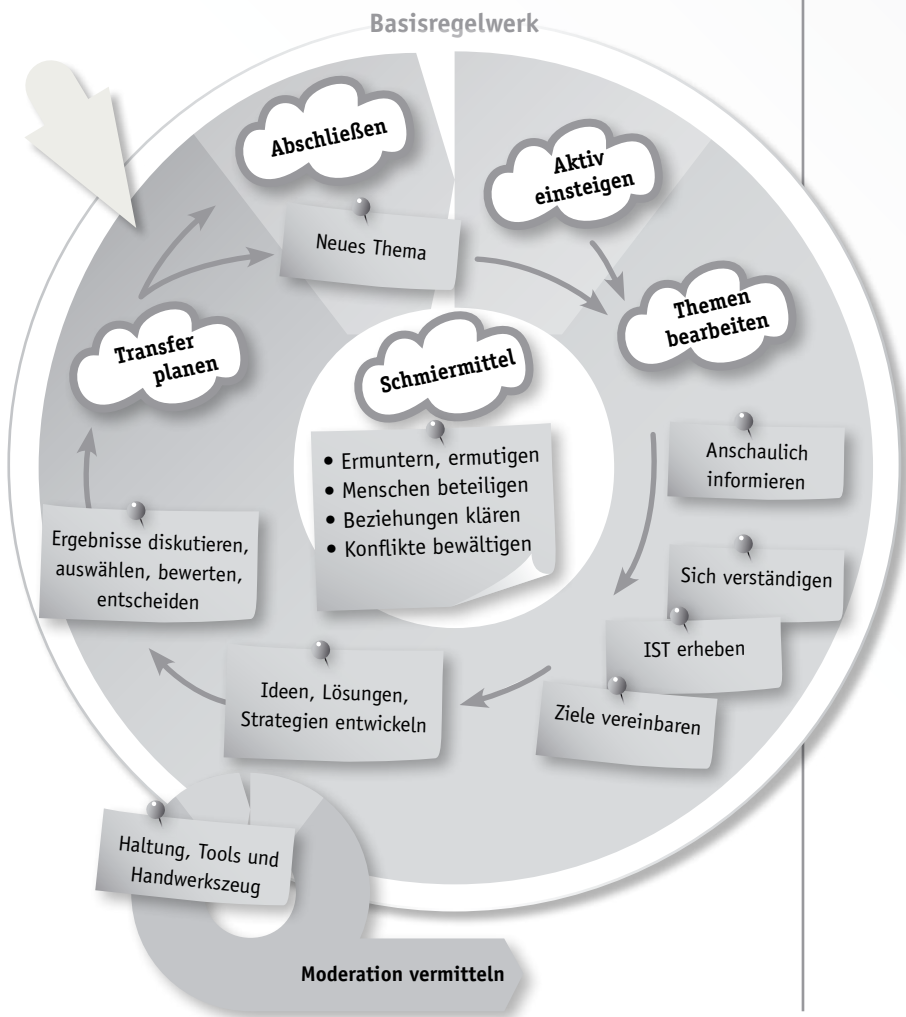 Basisregelwerk
Abschließen
Neues Thema
Aktiv
einsteigen
Themen
bearbeiten
Transfer
planen
Schmiermittel
• Ermuntern, ermutigen
• Menschen beteiligen
• Beziehungen klären
• Konflikte bewältigen
Anschaulich
informieren
Sich verständigen
IST erheben
Ziele vereinbaren
Ideen, Lösungen,
Strategien entwickeln
Ergebnisse diskutieren,
auswählen, bewerten,
entscheiden
Haltung, Tools und
Handwerkszeug
Moderation vermitteln